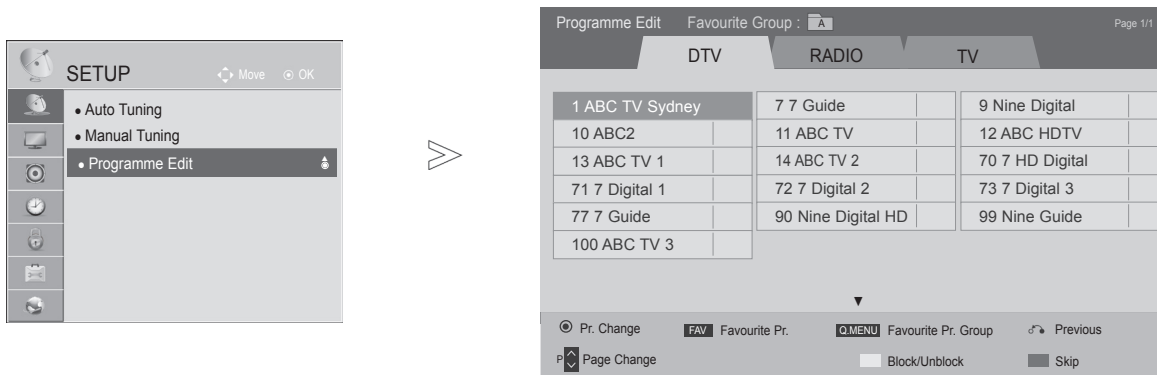 SETUP
Move OK
Auto Tuning
Manual Tuning
Programme Edit
Programme Edit Favourite Group : A Page 1/1
DTV RADIO TV
1 ABC TV Sydney 7 7 Guide 9 Nine Digital
10 ABC2 11 ABC TV 12 ABC HDTV
13 ABC TV 1 14 ABC TV 2 70 7 HD Digital
71 7 Digital 1 72 7 Digital 2 73 7 Digital 3
77 7 Guide 90 Nine Digital HD 99 Nine Guide
100 ABC TV 3
Pr. Change FAV Favourite Pr. Q.MENU Favourite Pr. Group Previous
P Page Change Block/Unblock Skip